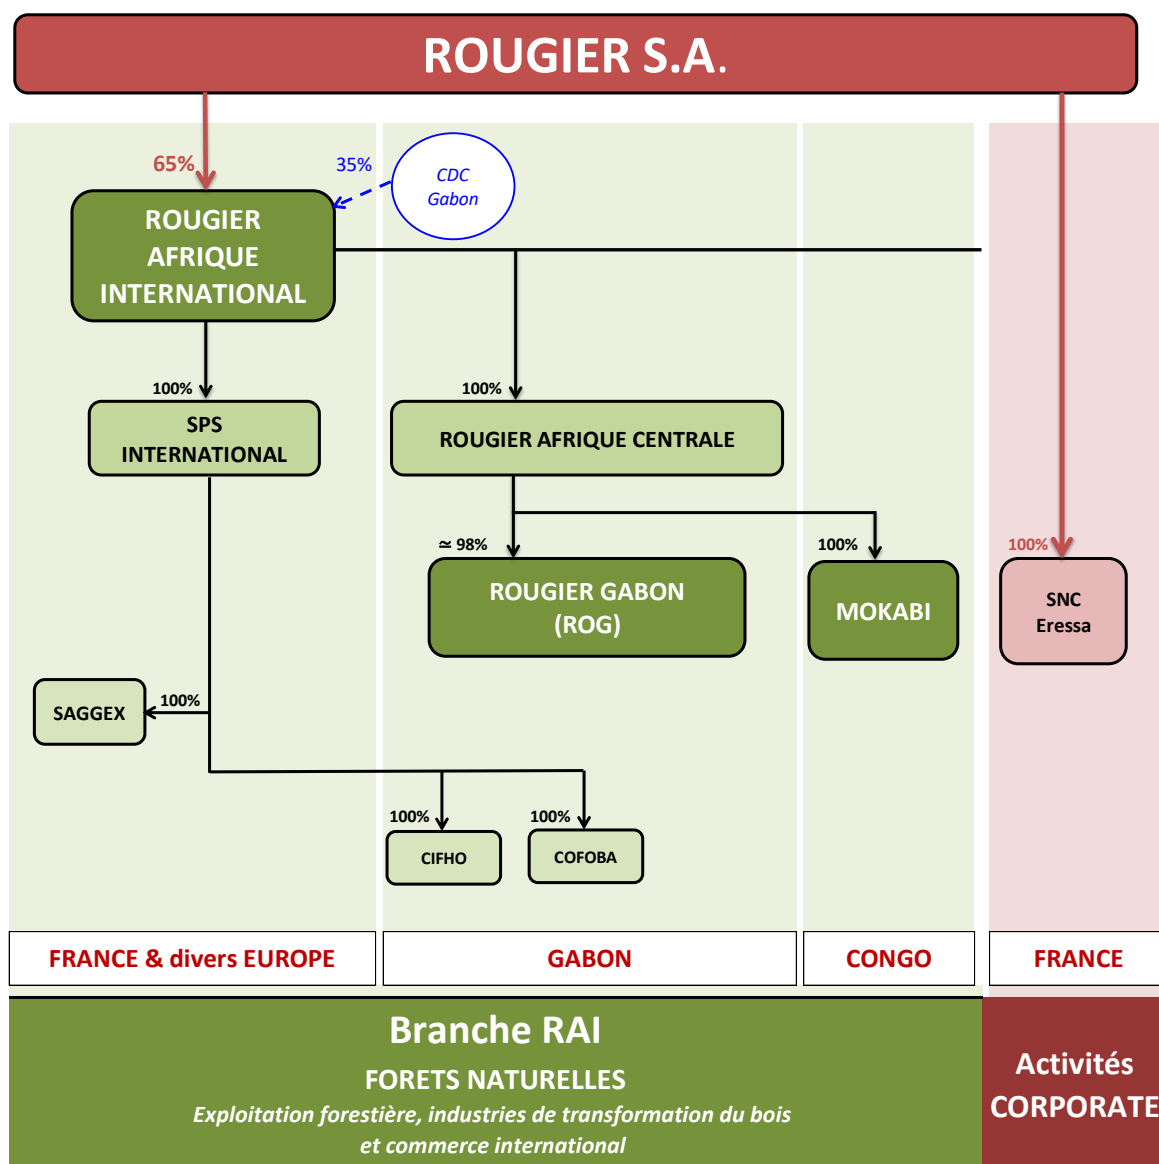 ROUGIER S.A.
65%
35%
CDC
Gabon
ROUGIER
AFRIQUE
INTERNATIONAL
100%
SPS
INTERNATIONAL
100%
ROUGIER AFRIQUE CENTRALE
≃ 98%
ROUGIER GABON
(ROG)
100%
MOKABI
100%
SNC
Eressa
SAGGEX
100%
100%
CIFHO
100%
COFOBA
FRANCE & divers EUROPE
GABON
CONGO
FRANCE
Branche RAI
FORETS NATURELLES
Exploitation forestière, industries de transformation du bois
et commerce international
Activités
CORPORATE